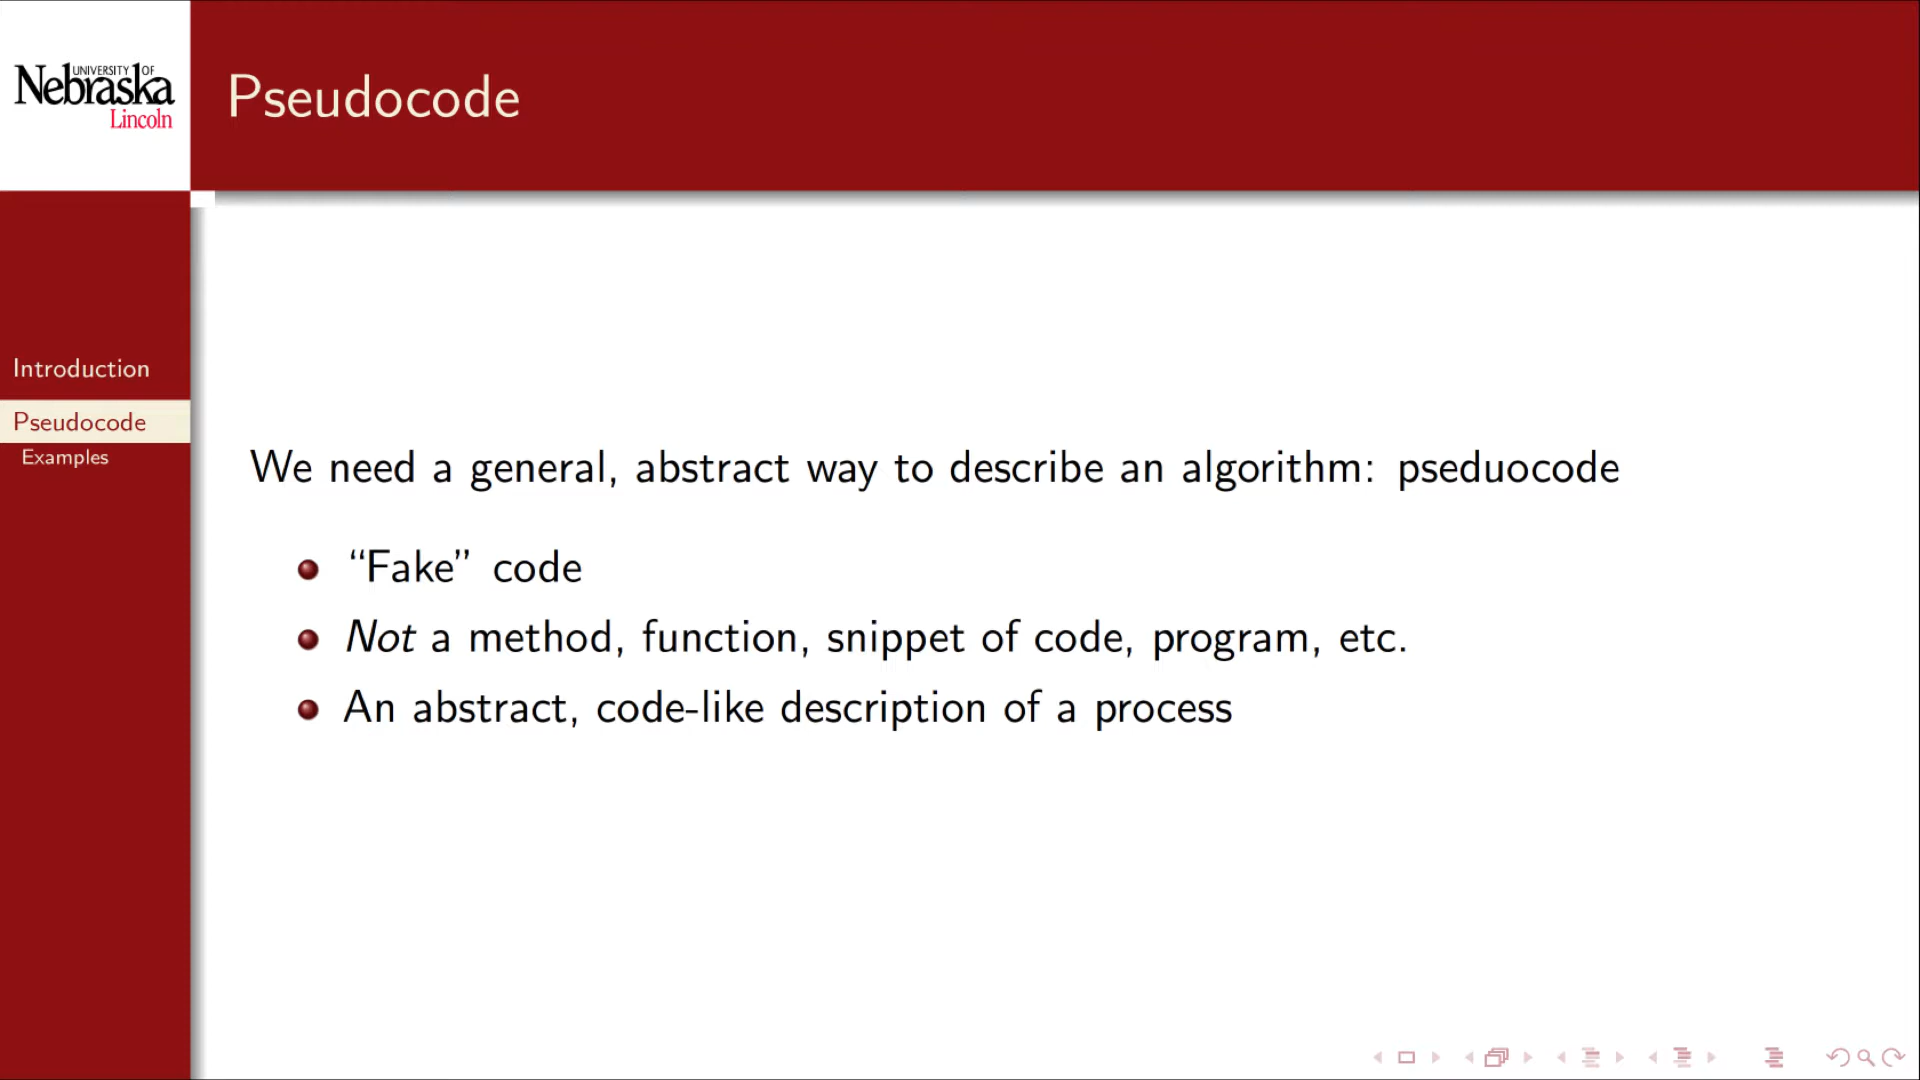 UNIVERSITY OF
Nebraska
Lincoln
Pseudocode
Introduction
Pseudocode
Examples
We need a general, abstract way to describe an algorithm: pseduocode
“Fake” code
Not a method, function, snippet of code, program, etc.
An abstract, code-like description of a process